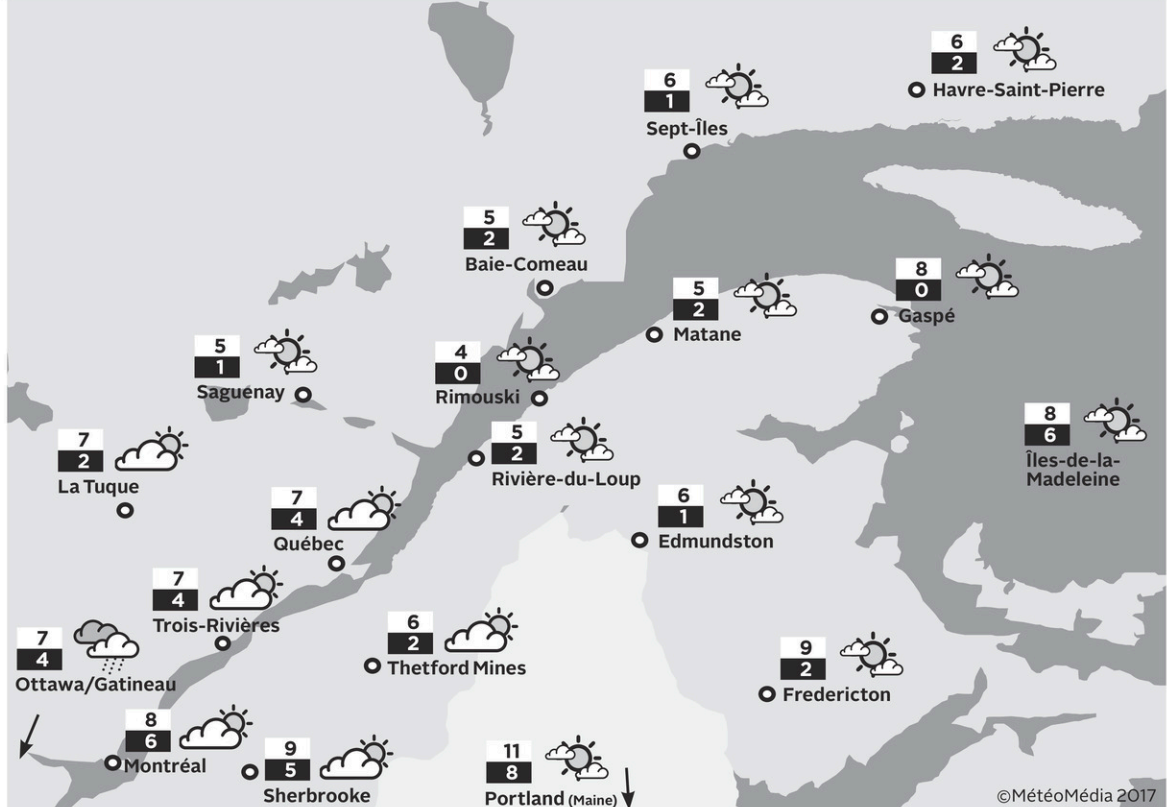 6
2
Havre-Saint-Pierre
6
1
Sept-Îles
5
2
Baie-Comeau
8
0
Gaspé
5
2
Matane
5
1
Saguenay
4
0
Rimouski
8
6
Îles-de-la-
Madeleine
7
2
La Tuque
5
2
Rivière-du-Loup
7
4
Québec
6
1
Edmundston
7
4
Trois-Rivières
6
2
Thetford Mines
7
4
Ottawa/Gatineau
9
2
Fredericton
8
6
Montréal
9
5
Sherbrooke
11
8
Portland (Maine)
©MétéoMédia 2017